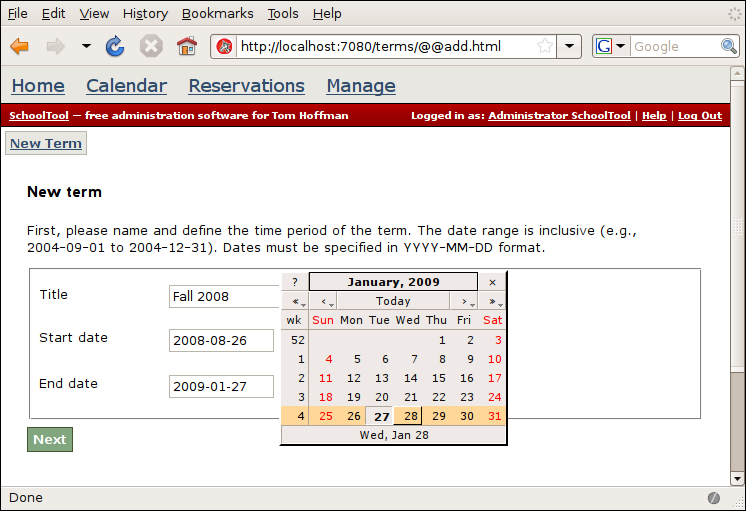 File Edit View History Bookmarks Tools Help
http://localhost:7080/terms/@@add.html G Google
Home Calendar Reservations Manage
SchoolTool — free administration software for Tom Hoffman Logged in as: Administrator SchoolTool | Help | Log Out
New Term
New term
First, please name and define the time period of the term. The date range is inclusive (e.g.,
2004-09-01 to 2004-12-31). Dates must be specified in YYYY-MM-DD format.
Title Fall 2008
Start date 2008-08-26
End date 2009-01-27
? January, 2009 ×
« ‹ Today › »
wk Sun Mon Tue Wed Thu Fri Sat
52 1 2 3
1 4 5 6 7 8 9 10
2 11 12 13 14 15 16 17
3 18 19 20 21 22 23 24
4 25 26 27 28 29 30 31
Wed, Jan 28
Next
Done